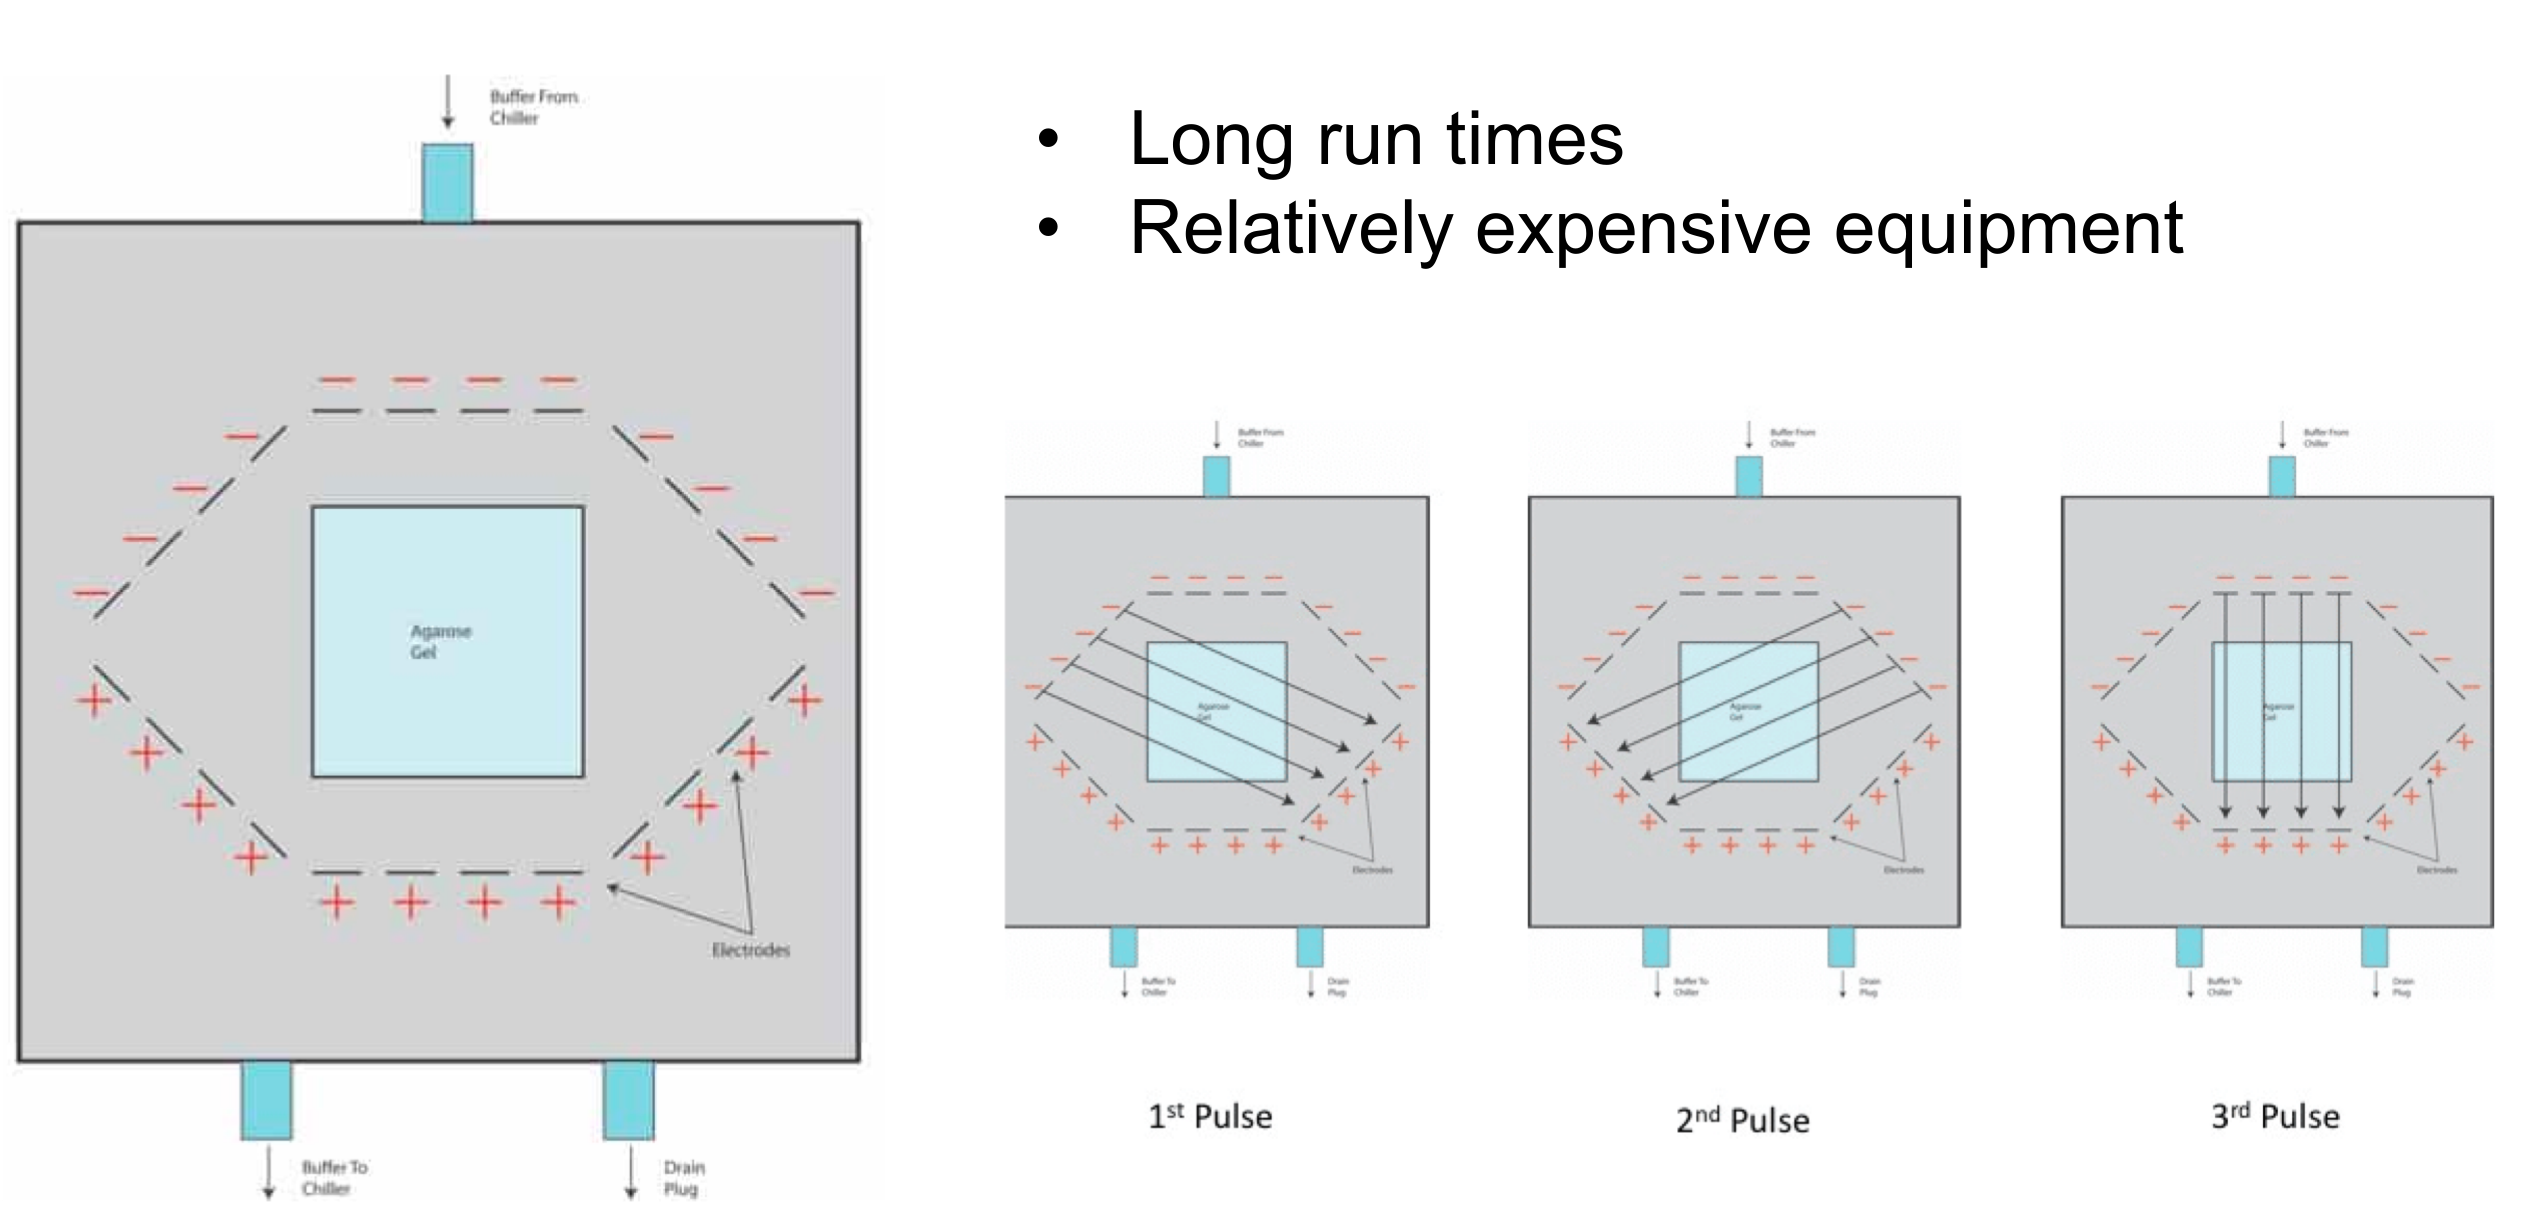 Buffer From
Chiller
Agarose
Gel
Electrodes
Buffer To
Chiller
Drain
Plug
• Long run times
• Relatively expensive equipment
Buffer From
Chiller
Agarose
Gel
Electrodes
Buffer To
Chiller
Drain
Plug
1st Pulse
Buffer From
Chiller
Agarose
Gel
Electrodes
Buffer To
Chiller
Drain
Plug
2nd Pulse
Buffer From
Chiller
Agarose
Gel
Electrodes
Buffer To
Chiller
Drain
Plug
3rd Pulse